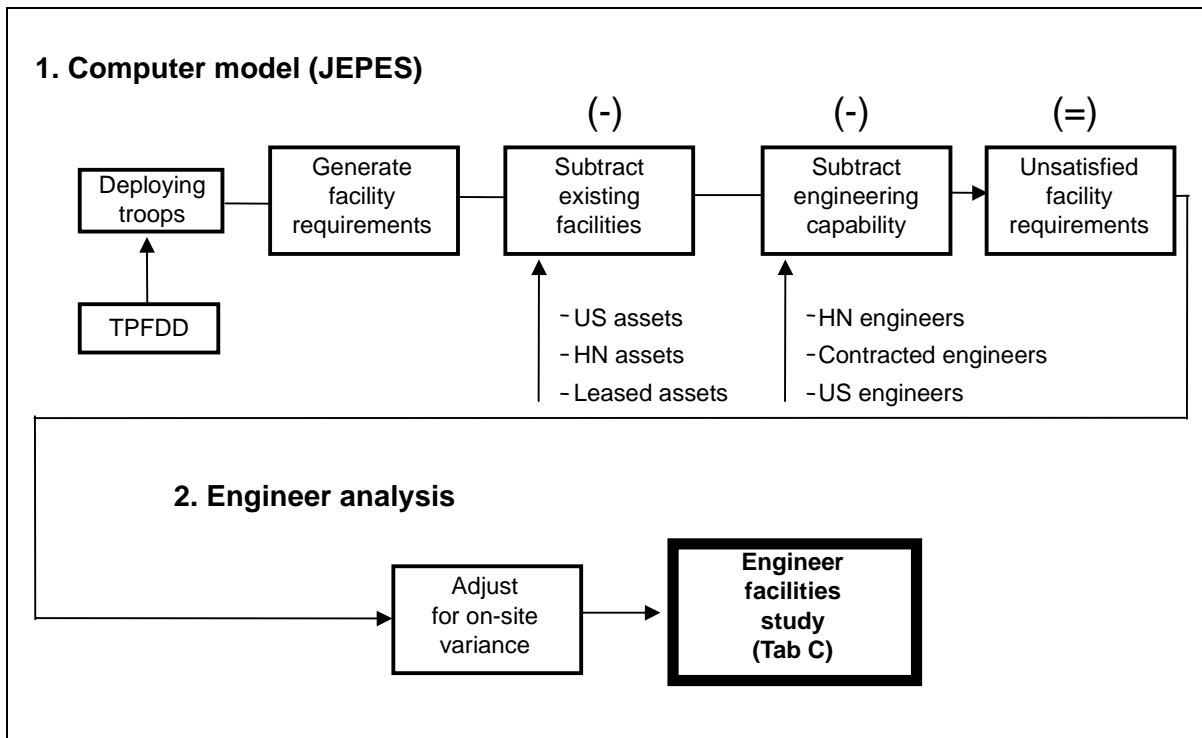 1. Computer model (JEPES)
(-)
(-)
(=)
Deploying
troops
Generate
facility
requirements
Subtract
existing
facilities
Subtract
engineering
capability
Unsatisfied
facility
requirements
TPFDD
- US assets
- HN assets
- Leased assets
- HN engineers
- Contracted engineers
- US engineers
2. Engineer analysis
Adjust
for on-site
variance
Engineer
facilities
study
(Tab C)